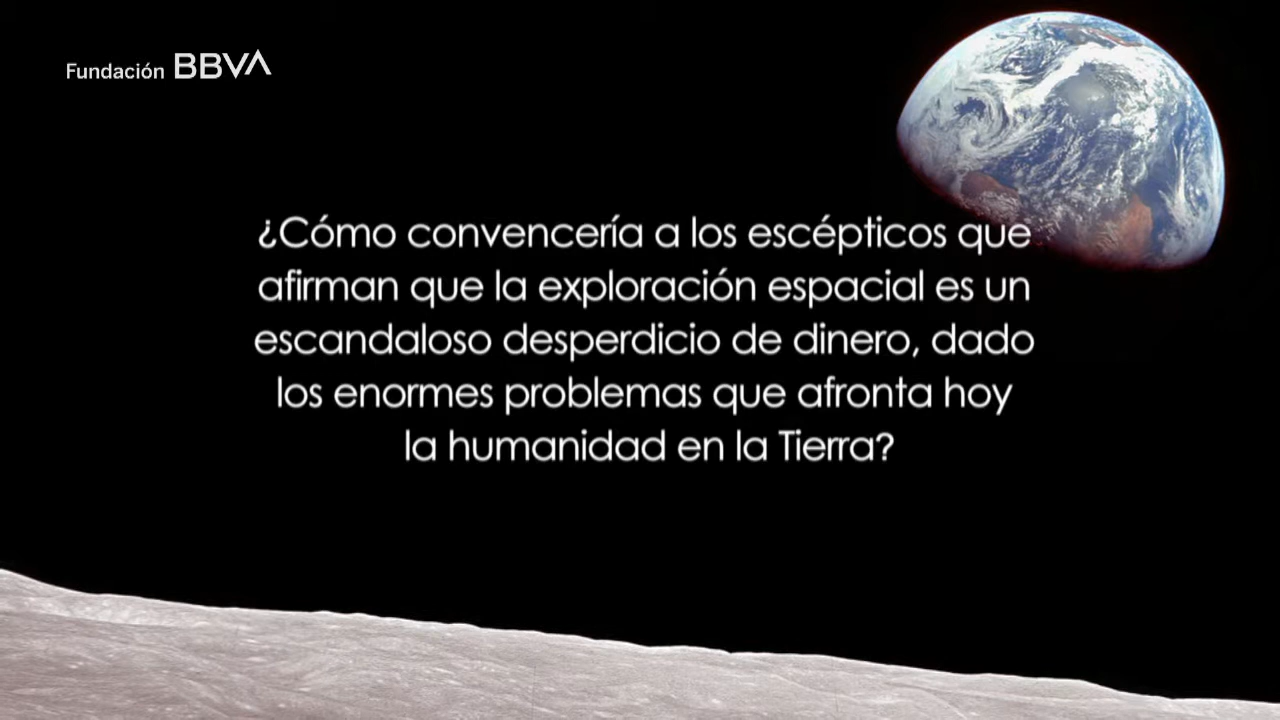 Fundación BBVA
¿Cómo convencería a los escépticos que
afirman que la exploración espacial es un
escandaloso desperdicio de dinero, dado
los enormes problemas que afronta hoy
la humanidad en la Tierra?